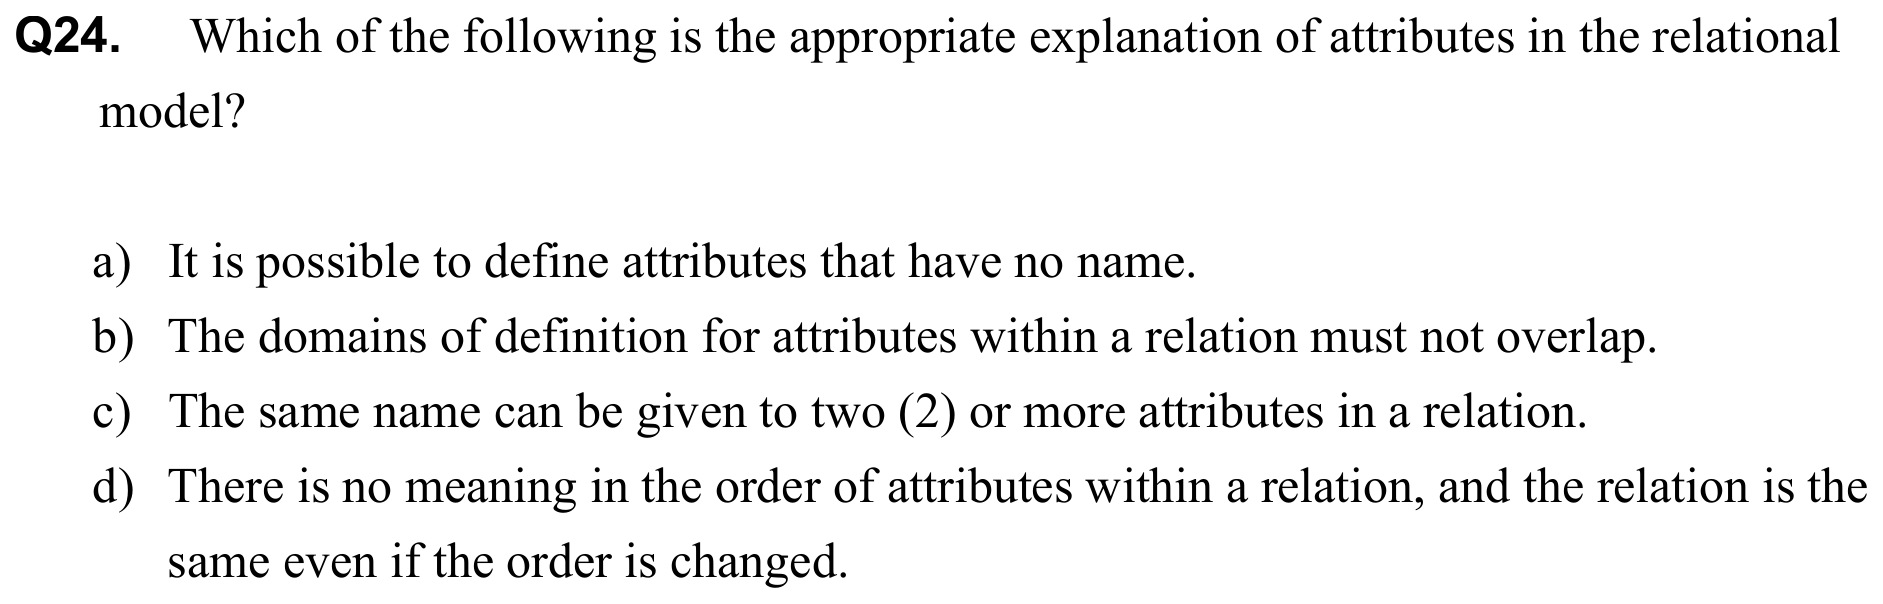 Q24. Which of the following is the appropriate explanation of attributes in the relational
model?
a) It is possible to define attributes that have no name.
b) The domains of definition for attributes within a relation must not overlap.
c) The same name can be given to two (2) or more attributes in a relation.
d) There is no meaning in the order of attributes within a relation, and the relation is the
same even if the order is changed.